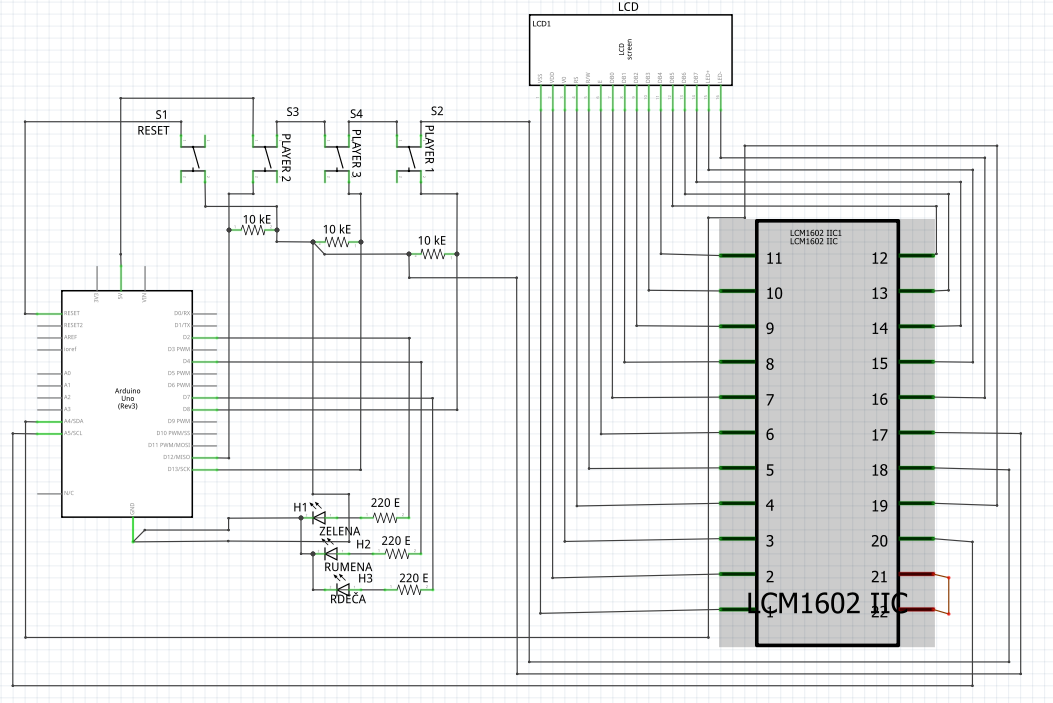 LCD
LCD1
LCD
screen
VSS
VDD
V0
RS
R/W
E
DB0
DB1
DB2
DB3
DB4
DB5
DB6
DB7
LED+
LED-
S1
RESET
S3
PLAYER 2
S4
PLAYER 3
S2
PLAYER 1
10 kE
10 kE
10 kE
3V3
5V
VIN
RESET
RESET2
AREF
ioref
A0
A1
A2
A3
A4/SDA
A5/SCL
N/C
Arduino
Uno
(Rev3)
D0/RX
D1/TX
D2
D3 PWM
D4
D5 PWM
D6 PWM
D7
D8
D9 PWM
D10 PWM/SS
D11 PWM/MOSI
D12/MISO
D13/SCK
GND
H1
ZELENA
220 E
H2
RUMENA
220 E
H3
RDEČA
220 E
LCM1602 IIC1
LCM1602 IIC
11
10
9
8
7
6
5
4
3
2
1
12
13
14
15
16
17
18
19
20
21
22
LCM1602 IIC